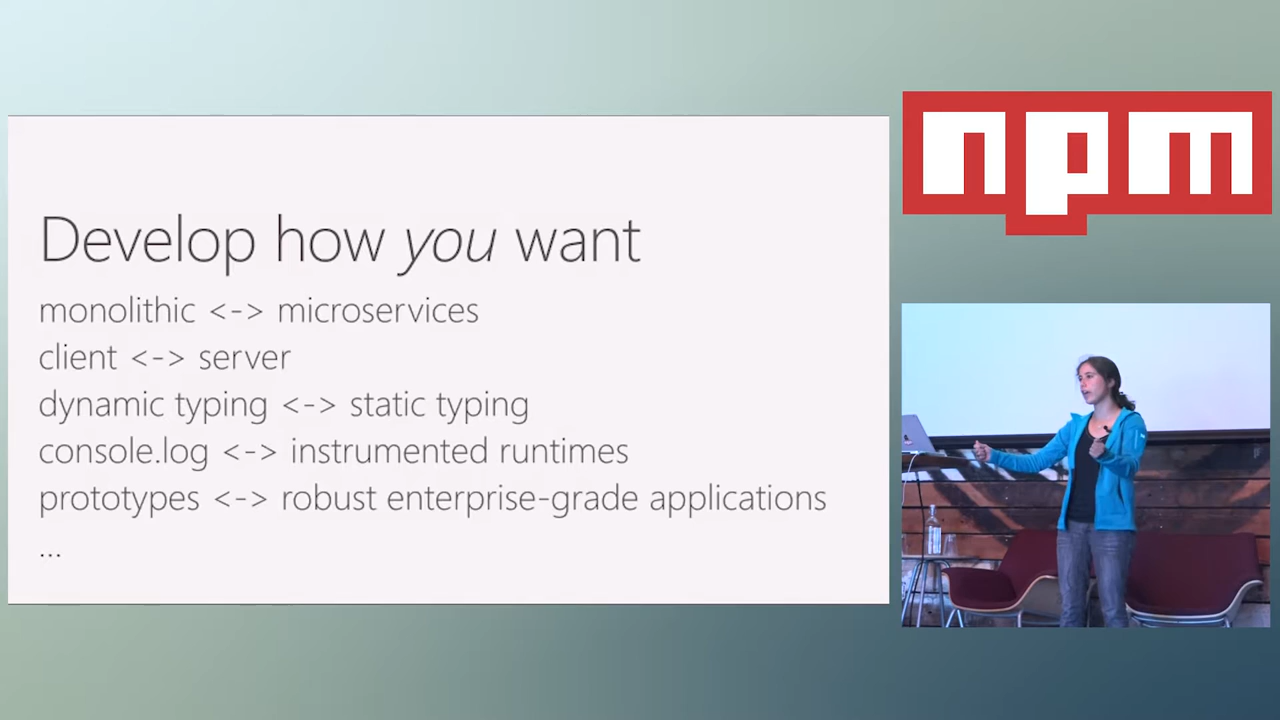 Develop how you want
monolithic <-> microservices
client <-> server
dynamic typing <-> static typing
console.log <-> instrumented runtimes
prototypes <-> robust enterprise-grade applications
...
npm